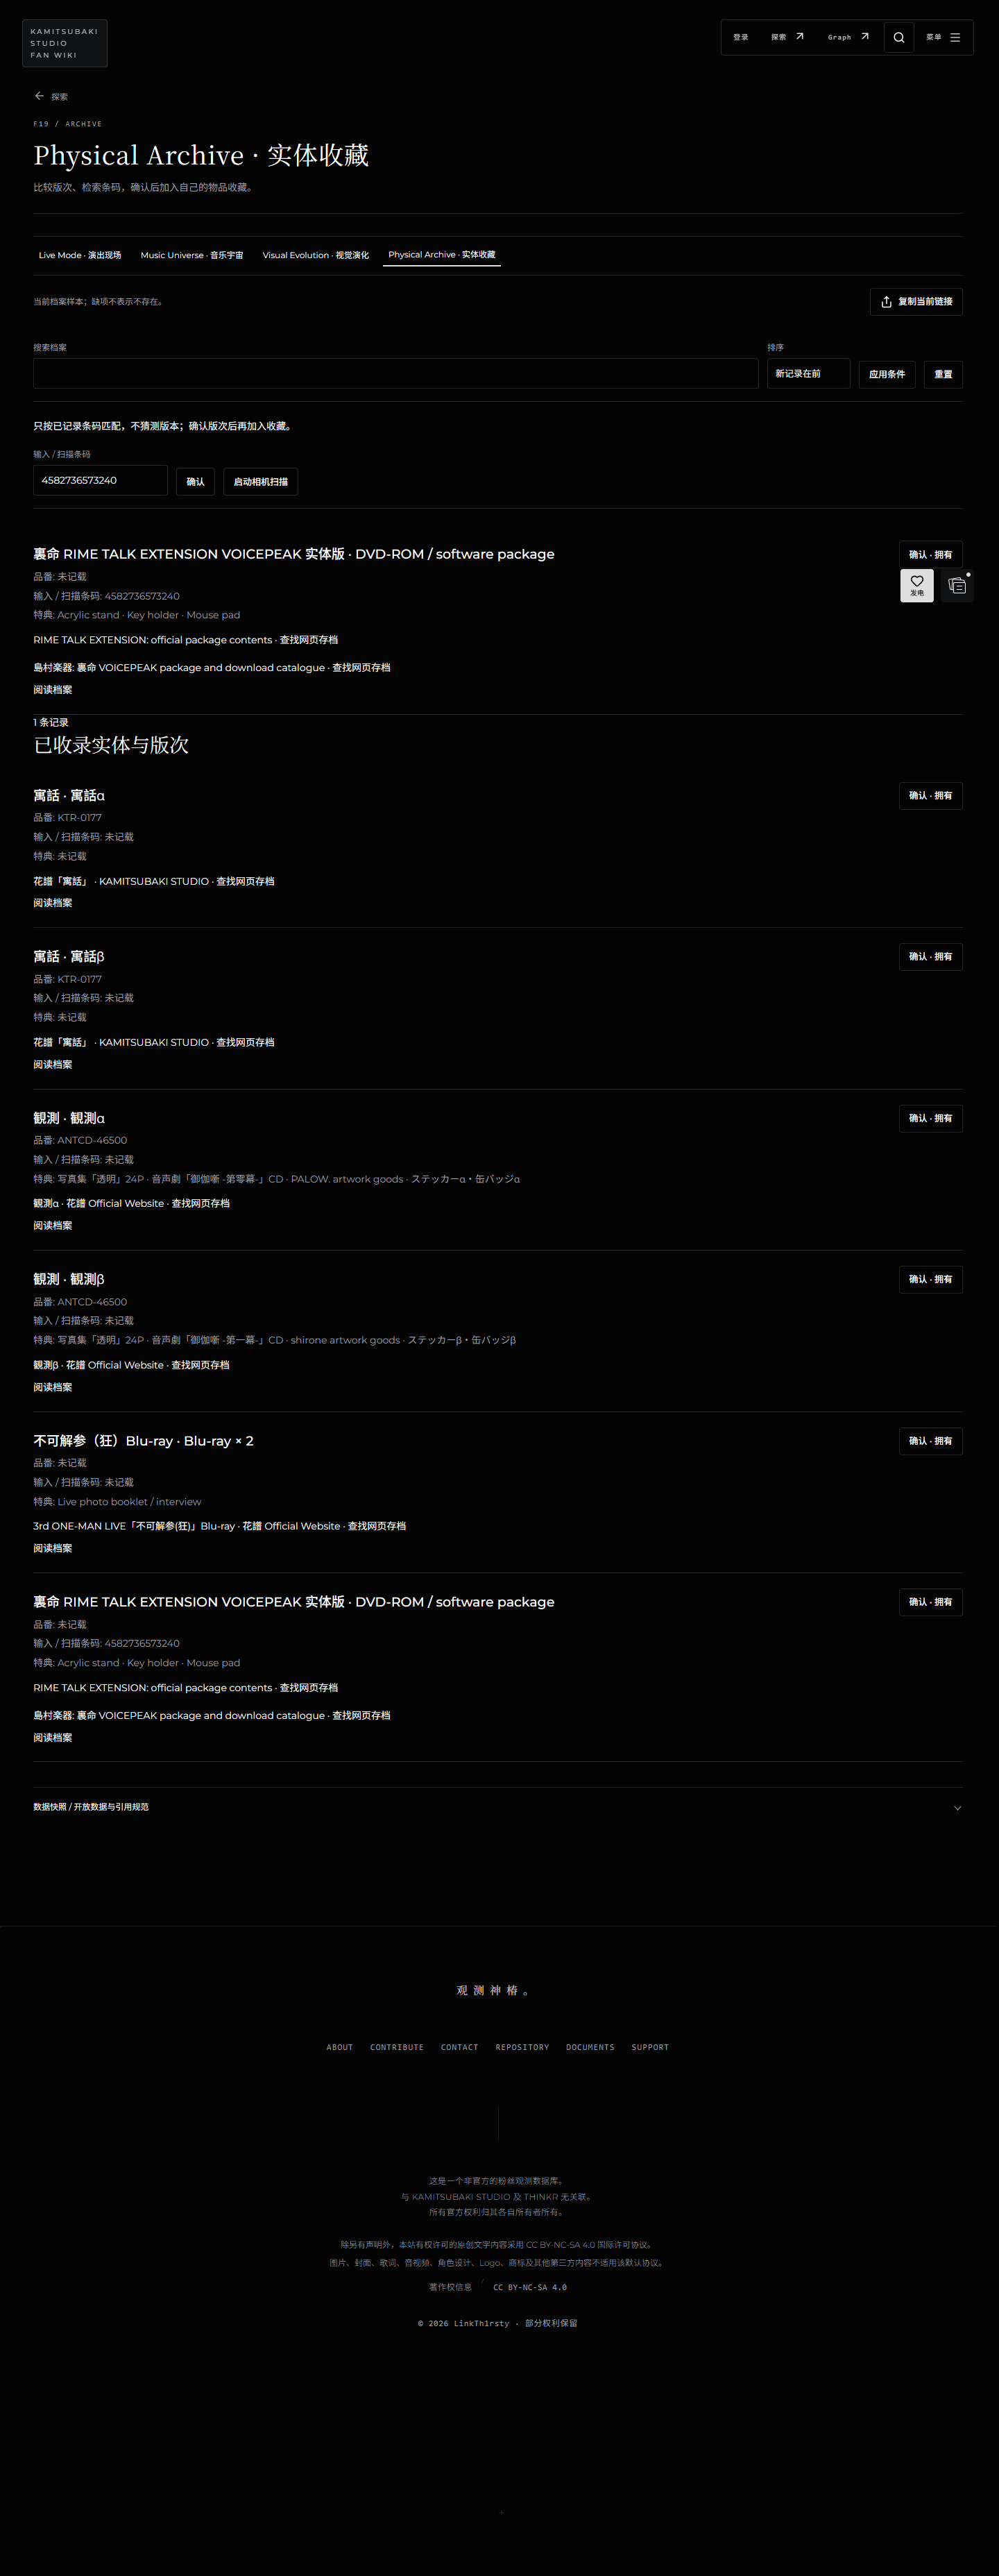 KAMITSUBAKI
STUDIO
FAN WIKI
登录
探索
Graph
菜单
探索
F19 / ARCHIVE
Physical Archive · 实体收藏
比较版次、检索条码，确认后加入自己的物品收藏。
Live Mode · 演出现场
Music Universe · 音乐宇宙
Visual Evolution · 视觉演化
Physical Archive · 实体收藏
当前档案样本；缺项不表示不存在。
复制当前链接
搜索档案
排序
新记录在前
应用条件
重置
只按已记录条码匹配，不猜测版本；确认版次后再加入收藏。
输入 / 扫描条码
4582736573240
确认
启动相机扫描
裏命 RIME TALK EXTENSION VOICEPEAK 实体版 · DVD-ROM / software package
确认 · 拥有
品番: 未记载
输入 / 扫描条码: 4582736573240
发电
特典: Acrylic stand · Key holder · Mouse pad
RIME TALK EXTENSION: official package contents · 查找网页存档
島村楽器: 裏命 VOICEPEAK package and download catalogue · 查找网页存档
阅读档案
1 条记录
已收录实体与版次
寓話 · 寓話α
确认 · 拥有
品番: KTR-0177
输入 / 扫描条码: 未记载
特典: 未记载
花譜「寓話」 · KAMITSUBAKI STUDIO · 查找网页存档
阅读档案
寓話 · 寓話β
确认 · 拥有
品番: KTR-0177
输入 / 扫描条码: 未记载
特典: 未记载
花譜「寓話」 · KAMITSUBAKI STUDIO · 查找网页存档
阅读档案
観測 · 観測α
确认 · 拥有
品番: ANTCD-46500
输入 / 扫描条码: 未记载
特典: 写真集「透明」24P · 音声劇「御伽噺 -第零幕-」CD · PALOW. artwork goods · ステッカーα・缶バッジα
観測α · 花譜 Official Website · 查找网页存档
阅读档案
観測 · 観測β
确认 · 拥有
品番: ANTCD-46500
输入 / 扫描条码: 未记载
特典: 写真集「透明」24P · 音声劇「御伽噺 -第一幕-」CD · shirone artwork goods · ステッカーβ・缶バッジβ
観測β · 花譜 Official Website · 查找网页存档
阅读档案
不可解参（狂）Blu-ray · Blu-ray × 2
确认 · 拥有
品番: 未记载
输入 / 扫描条码: 未记载
特典: Live photo booklet / interview
3rd ONE-MAN LIVE「不可解参(狂)」Blu-ray · 花譜 Official Website · 查找网页存档
阅读档案
裏命 RIME TALK EXTENSION VOICEPEAK 实体版 · DVD-ROM / software package
确认 · 拥有
品番: 未记载
输入 / 扫描条码: 4582736573240
特典: Acrylic stand · Key holder · Mouse pad
RIME TALK EXTENSION: official package contents · 查找网页存档
島村楽器: 裏命 VOICEPEAK package and download catalogue · 查找网页存档
阅读档案
数据快照 / 开放数据与引用规范
观测神椿。
ABOUT
CONTRIBUTE
CONTACT
REPOSITORY
DOCUMENTS
SUPPORT
这是一个非官方的粉丝观测数据库。
与 KAMITSUBAKI STUDIO 及 THINKR 无关联。
所有官方权利归其各自所有者所有。
除另有声明外，本站有权许可的原创文字内容采用 CC BY-NC-SA 4.0 国际许可协议。
图片、封面、歌词、音视频、角色设计、Logo、商标及其他第三方内容不适用该默认协议。
著作权信息 / CC BY-NC-SA 4.0
© 2026 LinkTh1rsty · 部分权利保留